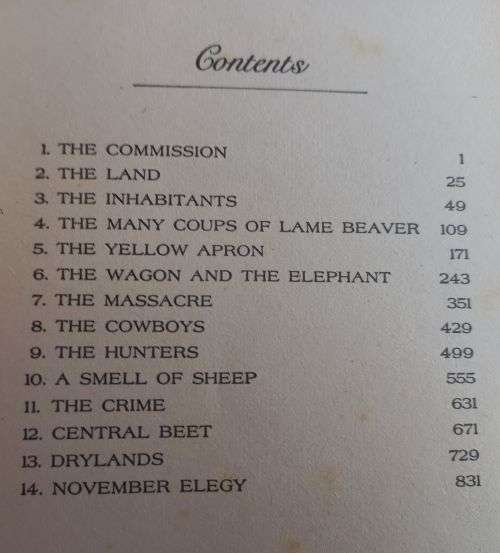 Contents
1. THE COMMISSION 1
2. THE LAND 25
3. THE INHABITANTS 49
4. THE MANY COUPS OF LAME BEAVER 109
5. THE YELLOW APRON 171
6. THE WAGON AND THE ELEPHANT 243
7. THE MASSACRE 351
8. THE COWBOYS 429
9. THE HUNTERS 499
10. A SMELL OF SHEEP 555
11. THE CRIME 631
12. CENTRAL BEET 671
13. DRYLANDS 729
14. NOVEMBER ELEGY 831